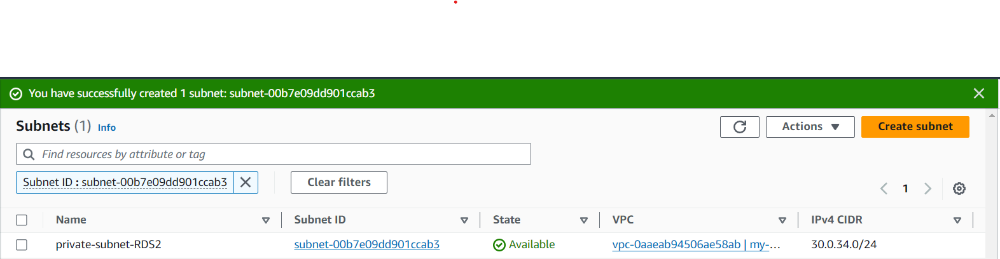 You have successfully created 1 subnet: subnet-00b7e09dd901ccab3
Subnets (1) Info
Actions
Create subnet
Find resources by attribute or tag
Subnet ID : subnet-00b7e09dd901ccab3
Clear filters
1
Name Subnet ID State VPC IPv4 CIDR
private-subnet-RDS2 subnet-00b7e09dd901ccab3 Available vpc-0aaeab94506ae58ab | my-... 30.0.34.0/24